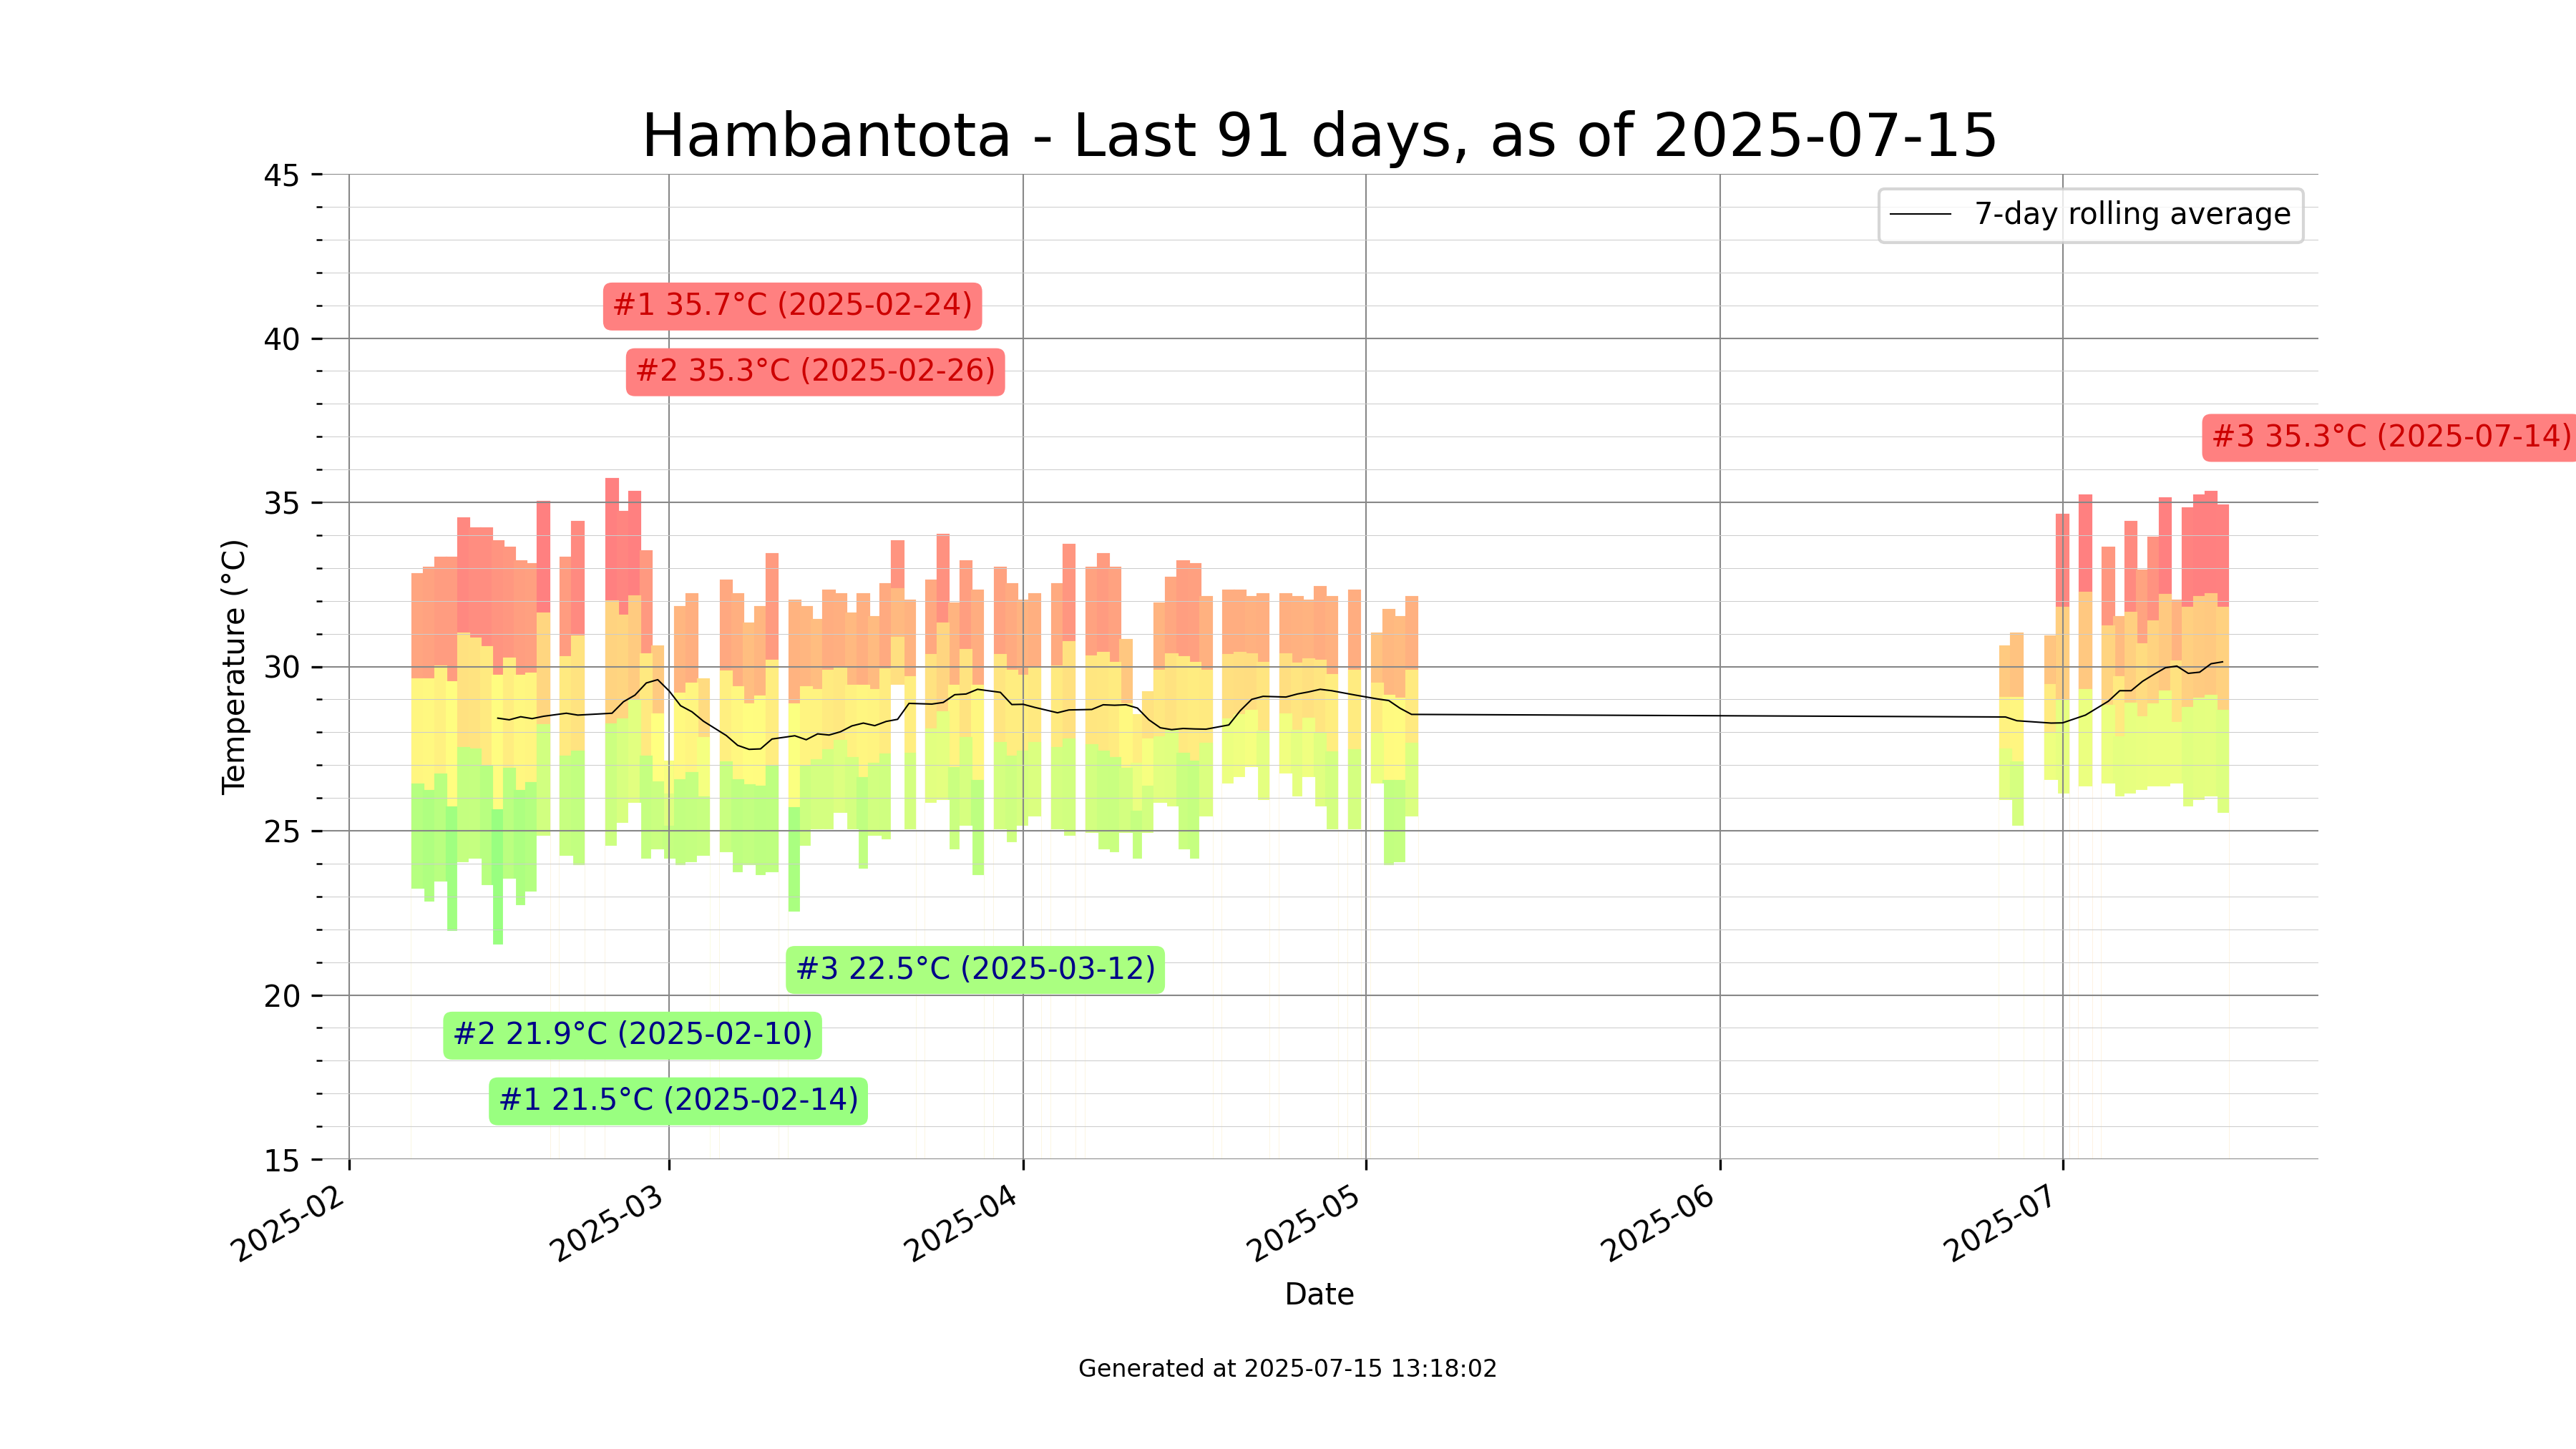 Hambantota - Last 91 days, as of 2025-07-15
45
40
35
30
25
20
15
Temperature (°C)
7-day rolling average
#1 35.7°C (2025-02-24)
#2 35.3°C (2025-02-26)
#3 35.3°C (2025-07-14)
#3 22.5°C (2025-03-12)
#2 21.9°C (2025-02-10)
#1 21.5°C (2025-02-14)
2025-02
2025-03
2025-04
2025-05
2025-06
2025-07
Date
Generated at 2025-07-15 13:18:02